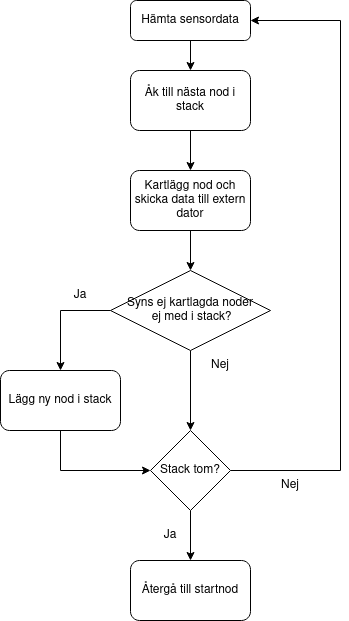 Hämta sensordata
Åk till nästa nod i
stack
Kartlägg nod och
skicka data till extern
dator
Syns ej kartlagda noder
ej med i stack?
Ja
Nej
Lägg ny nod i stack
Stack tom?
Nej
Ja
Återgå till startnod